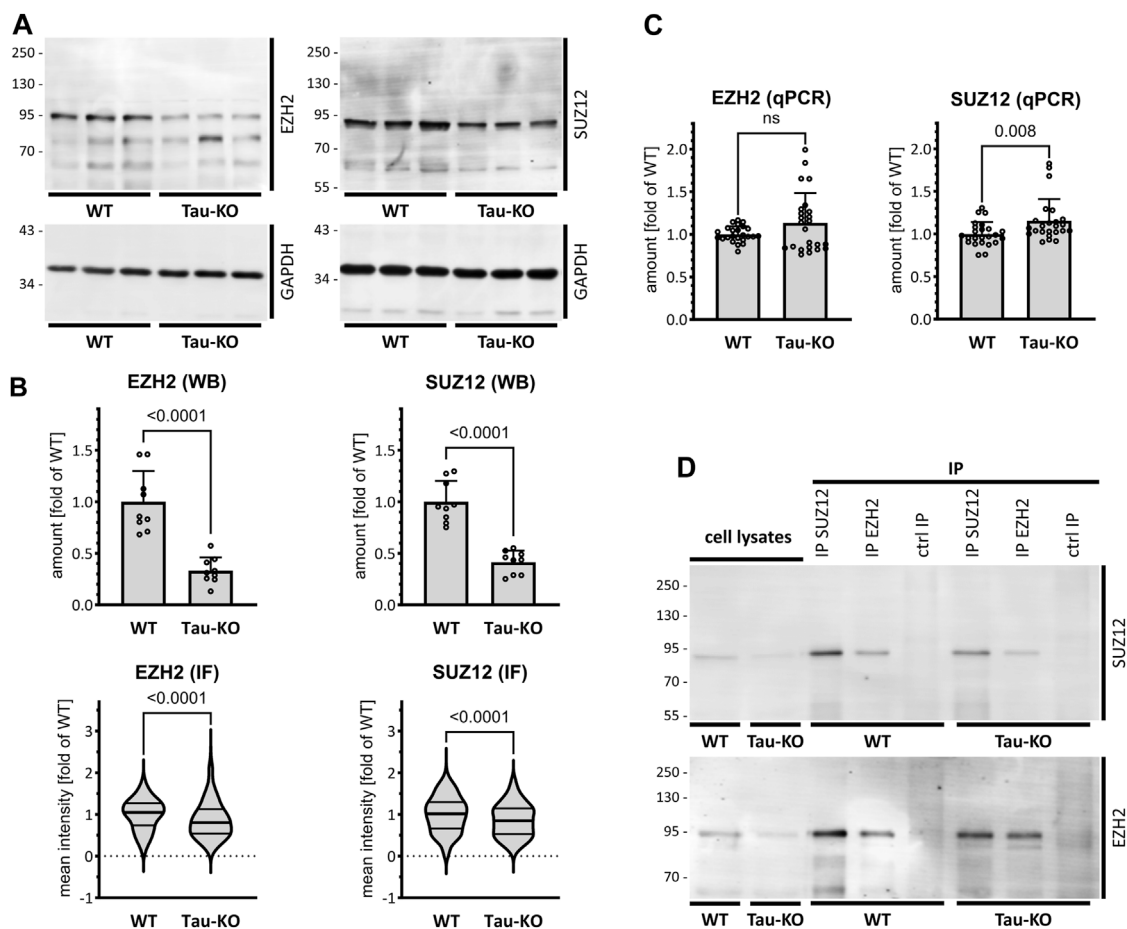 A
250 -
130 -
95 -
70 -
EZH2
WT Tau-KO
43 -
34 -
GAPDH
WT Tau-KO
250 -
130 -
95 -
70 -
55 -
SUZ12
WT Tau-KO
43 -
34 -
GAPDH
WT Tau-KO
B
EZH2 (WB)
<0.0001
amount [fold of WT]
1.5
1.0
0.5
0.0
WT Tau-KO
SUZ12 (WB)
<0.0001
amount [fold of WT]
1.5
1.0
0.5
0.0
WT Tau-KO
EZH2 (IF)
<0.0001
mean intensity [fold of WT]
3
2
1
0
-1
WT Tau-KO
SUZ12 (IF)
<0.0001
mean intensity [fold of WT]
3
2
1
0
-1
WT Tau-KO
C
EZH2 (qPCR)
ns
amount [fold of WT]
2.0
1.5
1.0
0.5
0.0
WT Tau-KO
SUZ12 (qPCR)
0.008
amount [fold of WT]
2.0
1.5
1.0
0.5
0.0
WT Tau-KO
D
IP
cell lysates
IP SUZ12
IP EZH2
ctrl IP
IP SUZ12
IP EZH2
ctrl IP
250 -
130 -
95 -
70 -
55 -
SUZ12
WT Tau-KO WT Tau-KO
250 -
130 -
95 -
70 -
EZH2
WT Tau-KO WT Tau-KO